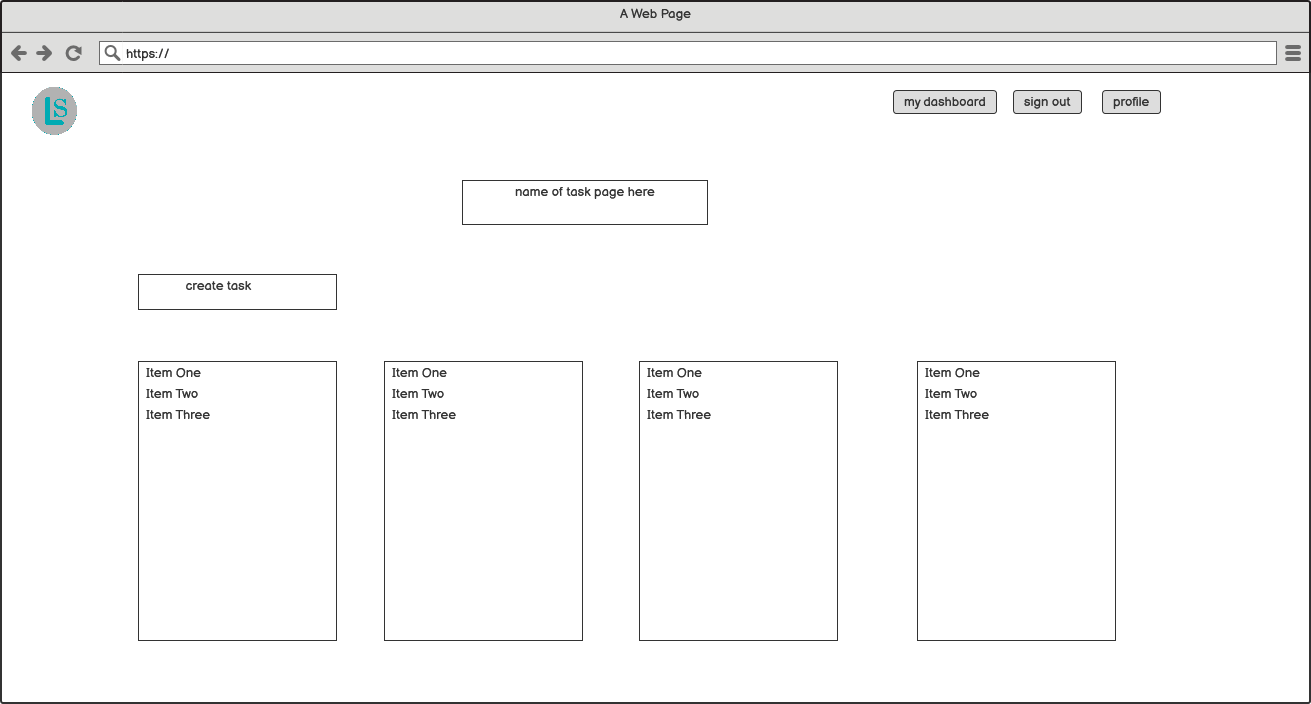 A Web Page
https://
LS
my dashboard
sign out
profile
name of task page here
create task
Item One
Item Two
Item Three
Item One
Item Two
Item Three
Item One
Item Two
Item Three
Item One
Item Two
Item Three